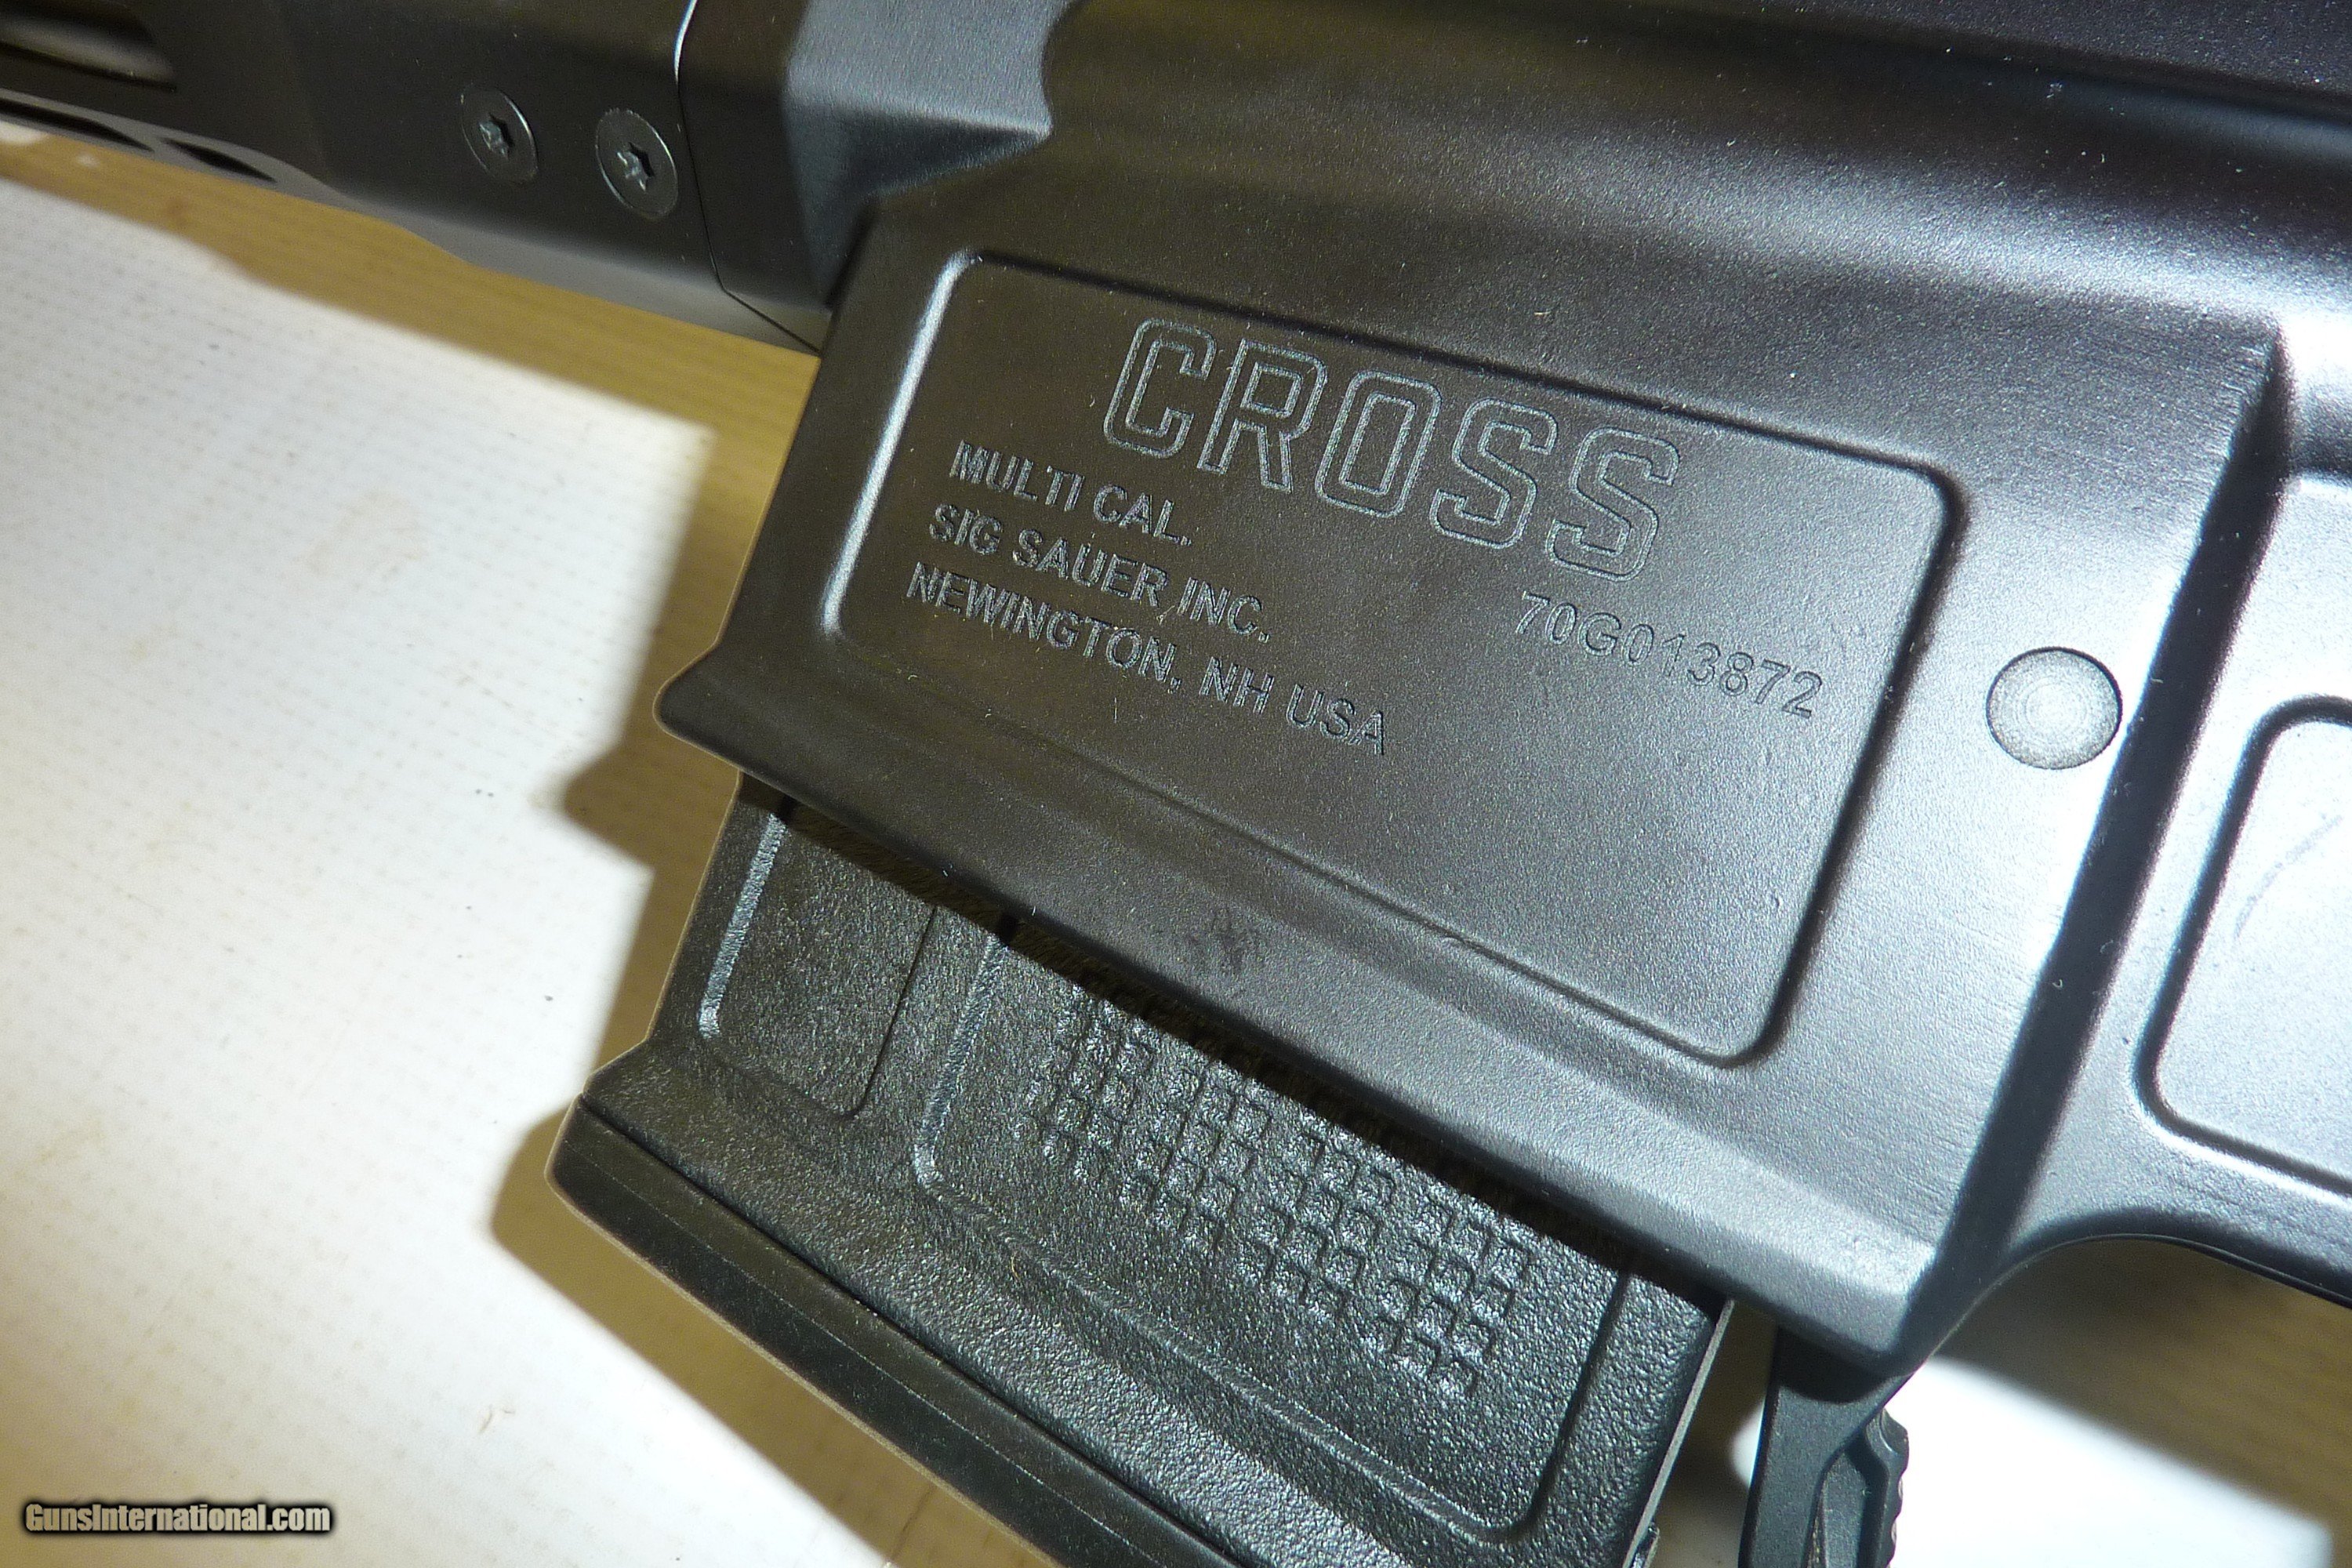 CROSS
MULTI CAL.
SIG SAUER INC.
NEWINGTON, NH USA
70G013872
GunsInternational.com